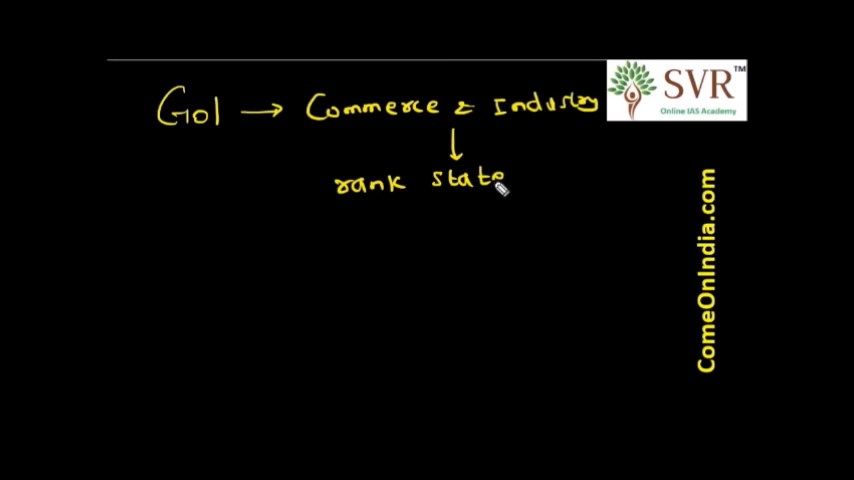 GoI → Commerce & Industry
rank state
SVR™
Online IAS Academy
ComeOnIndia.com